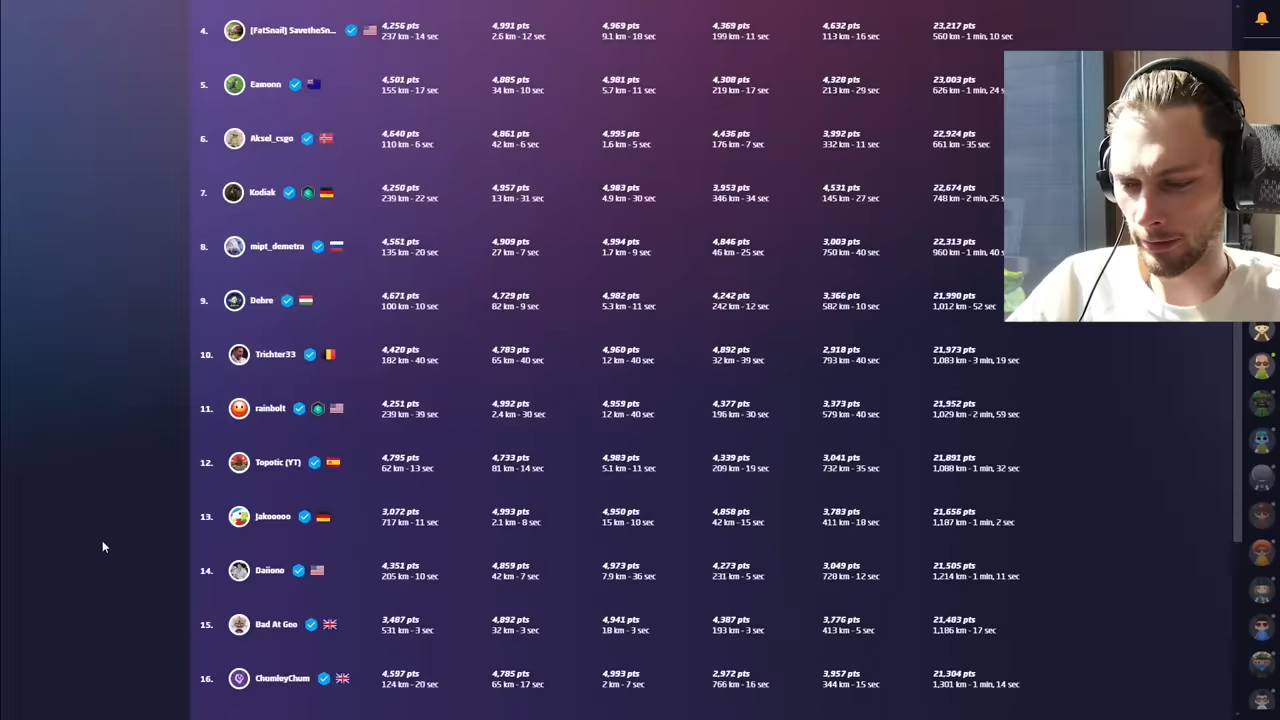 4. [FatSnail] SavetheSn... 4,256 pts 4,991 pts 4,969 pts 4,369 pts 4,632 pts 23,217 pts
237 km - 14 sec 2.6 km - 12 sec 9.1 km - 18 sec 199 km - 11 sec 113 km - 16 sec 560 km - 1 min, 10 sec
5. Eamonn 4,501 pts 4,885 pts 4,981 pts 4,308 pts 4,328 pts 23,003 pts
155 km - 17 sec 34 km - 10 sec 5.7 km - 11 sec 219 km - 17 sec 213 km - 29 sec 626 km - 1 min, 24 s
6. Aksel_csgo 4,640 pts 4,861 pts 4,995 pts 4,436 pts 3,992 pts 22,924 pts
110 km - 6 sec 42 km - 6 sec 1.6 km - 5 sec 176 km - 7 sec 332 km - 11 sec 661 km - 35 sec
7. Kodiak 4,250 pts 4,957 pts 4,983 pts 3,953 pts 4,531 pts 22,674 pts
239 km - 22 sec 13 km - 31 sec 4.9 km - 30 sec 346 km - 34 sec 145 km - 27 sec 748 km - 2 min, 25 s
8. mipt_demetra 4,561 pts 4,909 pts 4,994 pts 4,846 pts 3,003 pts 22,313 pts
135 km - 20 sec 27 km - 7 sec 1.7 km - 9 sec 46 km - 25 sec 750 km - 40 sec 960 km - 1 min, 40 s
9. Debre 4,671 pts 4,729 pts 4,982 pts 4,242 pts 3,366 pts 21,990 pts
100 km - 10 sec 82 km - 9 sec 5.3 km - 11 sec 242 km - 12 sec 582 km - 10 sec 1,012 km - 52 sec
10. Trichter33 4,420 pts 4,783 pts 4,960 pts 4,892 pts 2,918 pts 21,973 pts
182 km - 40 sec 65 km - 40 sec 12 km - 40 sec 32 km - 39 sec 793 km - 40 sec 1,083 km - 3 min, 19 sec
11. rainbolt 4,251 pts 4,992 pts 4,959 pts 4,377 pts 3,373 pts 21,952 pts
239 km - 39 sec 2.4 km - 30 sec 12 km - 40 sec 196 km - 30 sec 579 km - 40 sec 1,029 km - 2 min, 59 sec
12. Topotic (YT) 4,795 pts 4,733 pts 4,983 pts 4,339 pts 3,041 pts 21,891 pts
62 km - 13 sec 81 km - 14 sec 5.1 km - 11 sec 209 km - 19 sec 732 km - 35 sec 1,088 km - 1 min, 32 sec
13. Jakooooo 3,072 pts 4,993 pts 4,950 pts 4,858 pts 3,783 pts 21,656 pts
717 km - 11 sec 2.1 km - 8 sec 15 km - 10 sec 42 km - 15 sec 411 km - 18 sec 1,187 km - 1 min, 2 sec
14. Daiiono 4,351 pts 4,859 pts 4,973 pts 4,273 pts 3,049 pts 21,505 pts
205 km - 10 sec 42 km - 7 sec 7.9 km - 36 sec 231 km - 5 sec 728 km - 12 sec 1,214 km - 1 min, 11 sec
15. Bad At Geo 3,487 pts 4,892 pts 4,941 pts 4,387 pts 3,776 pts 21,483 pts
531 km - 3 sec 32 km - 3 sec 18 km - 3 sec 193 km - 3 sec 413 km - 5 sec 1,186 km - 17 sec
16. ChumleyChum 4,597 pts 4,785 pts 4,993 pts 2,972 pts 3,957 pts 21,304 pts
124 km - 20 sec 65 km - 17 sec 2 km - 7 sec 766 km - 16 sec 344 km - 15 sec 1,301 km - 1 min, 14 sec